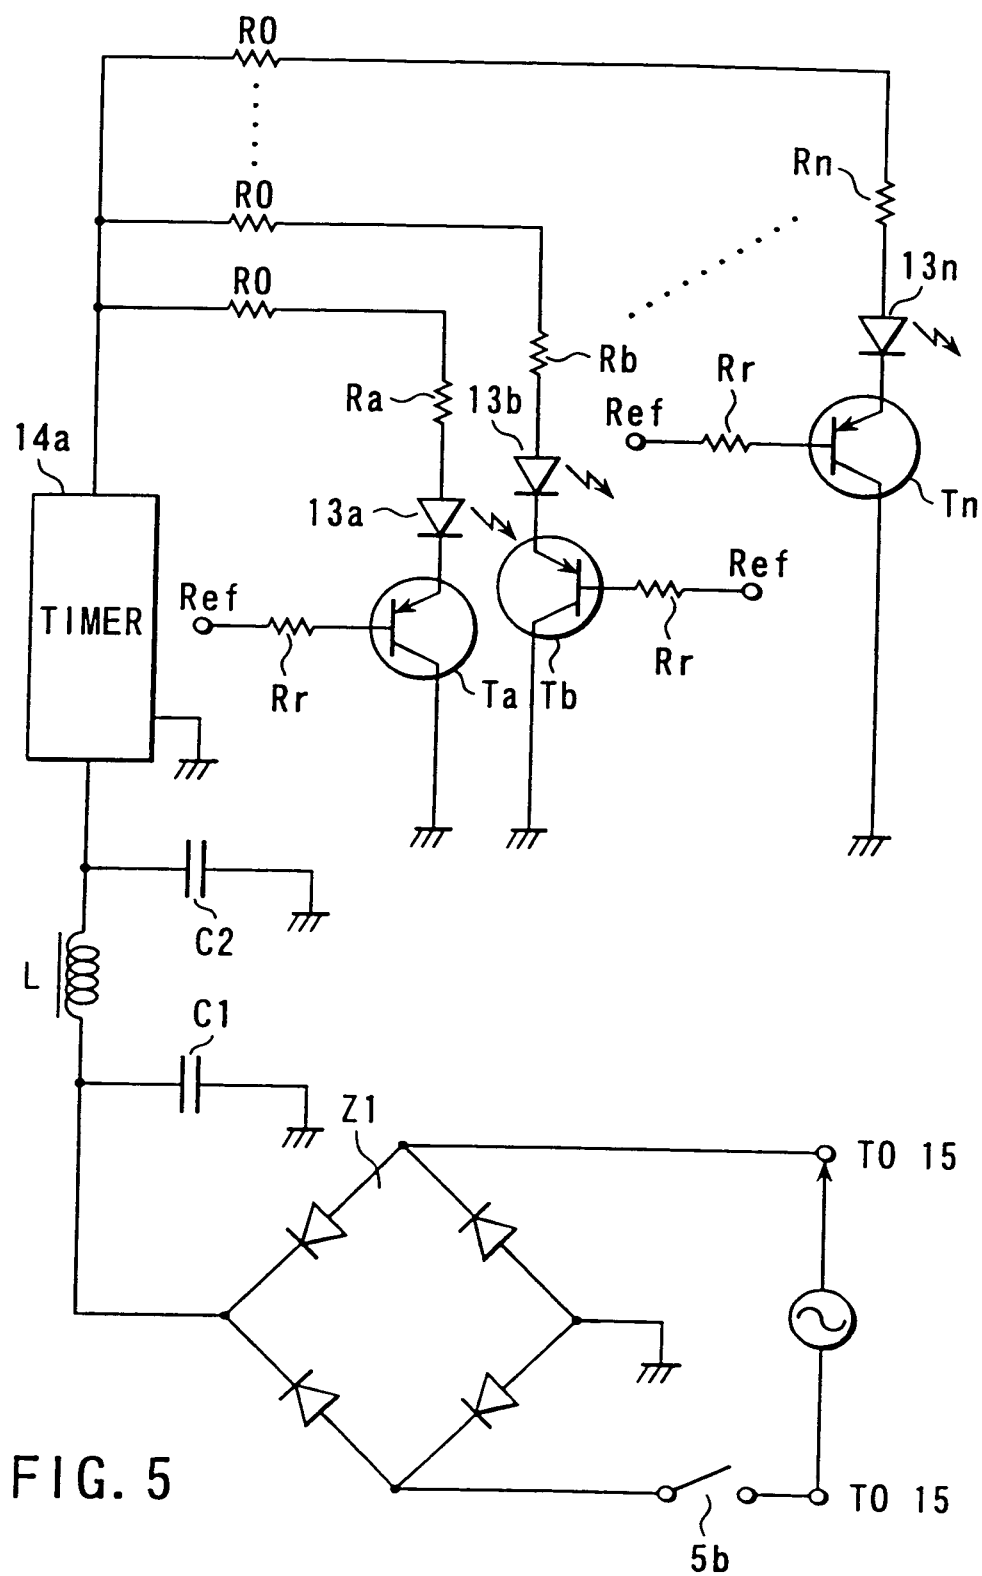 R0
R0
Rn
R0
13n
Rb
Rr
Ra
13b
Ref
14a
13a
Tn
Ref
Ref
TIMER
Rr
Rr
Ta
Tb
C2
L
C1
Z1
TO 15
FIG. 5
TO 15
5b